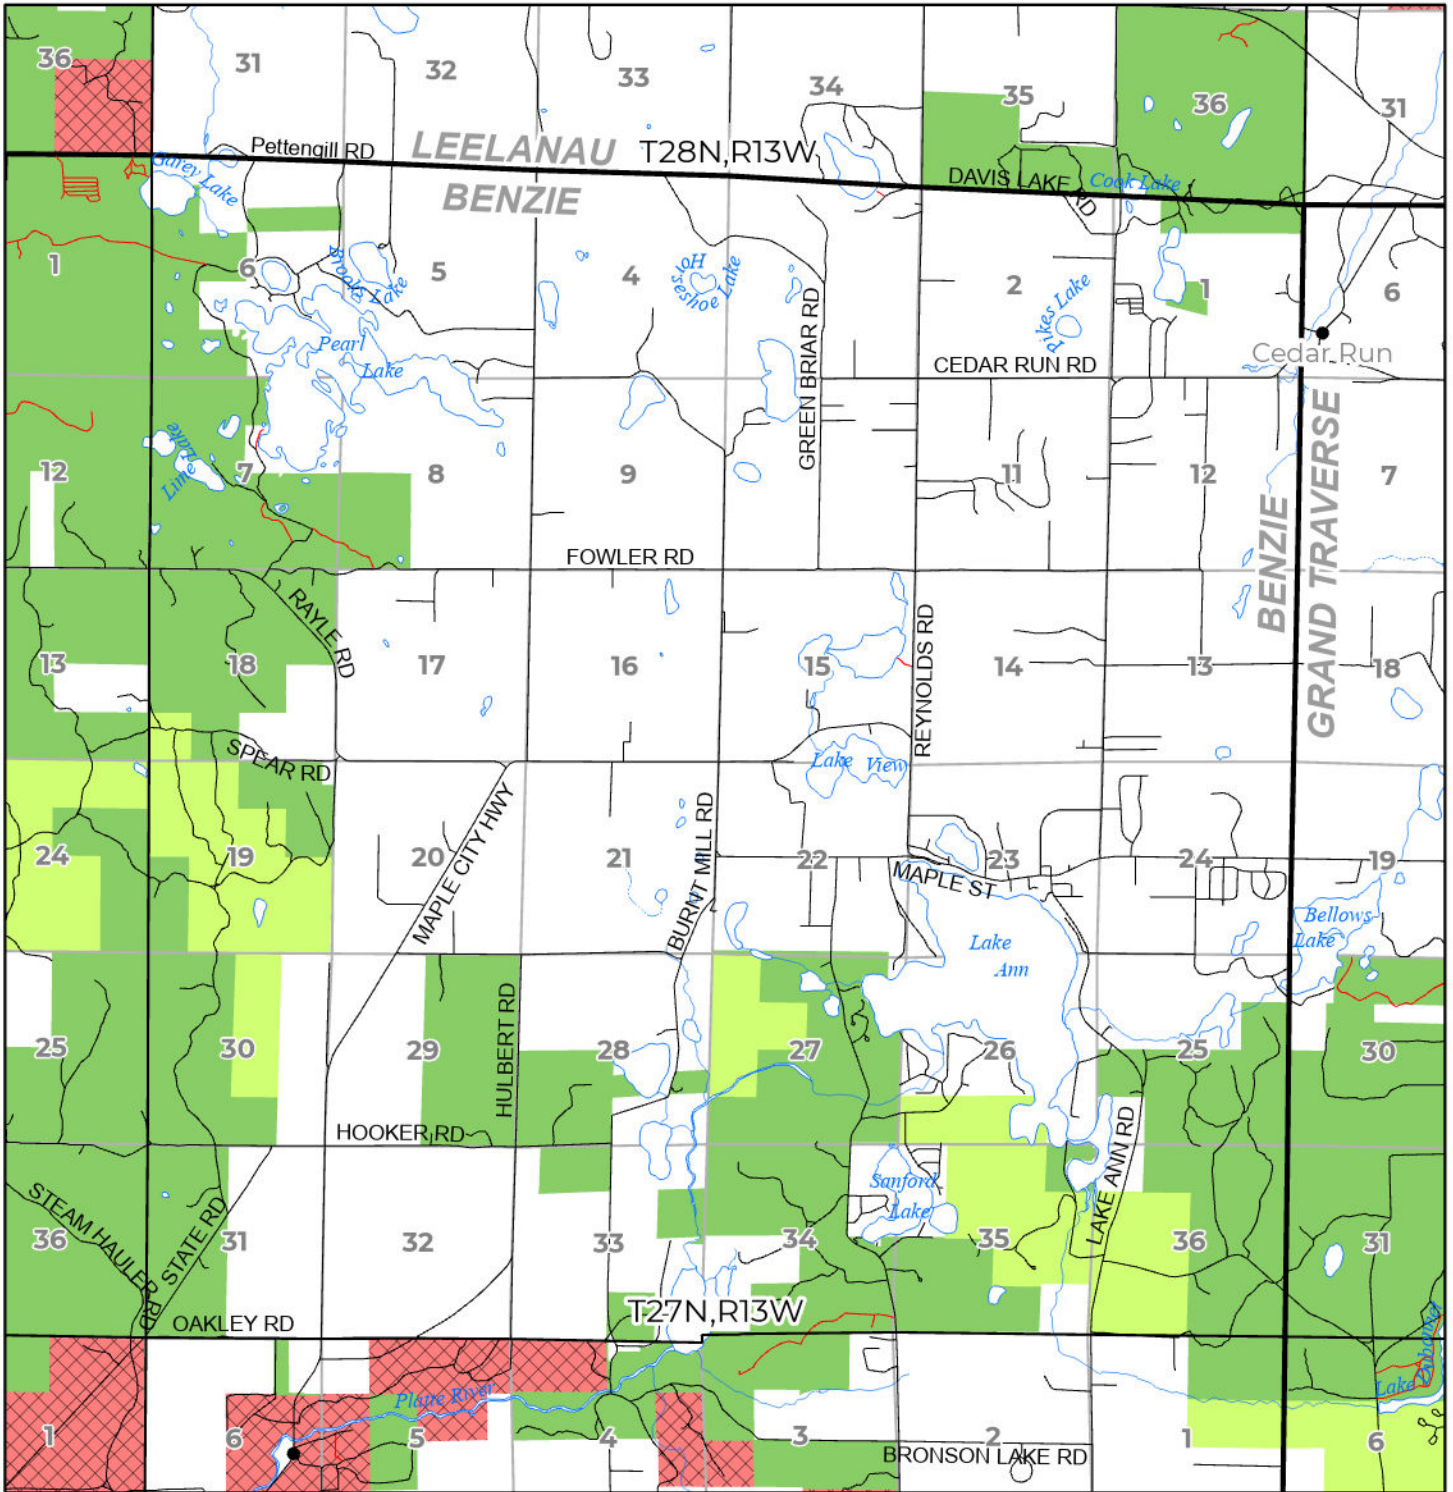 36
31
32
33
34
35
36
31
Pettengill RD
LEELANAU
T28N,R13W
BENZIE
Garey Lake
DAVIS LAKE RD
Cook Lake
1
6
Brooks Lake
5
4
Horseshoe Lake
2
Pikes Lake
1
6
Pearl Lake
GREEN BRIAR RD
CEDAR RUN RD
Cedar Run
12
Lime Lake
7
8
9
11
12
7
BENZIE
GRAND TRAVERSE
FOWLER RD
RAYLE RD
13
18
17
16
15
REYNOLDS RD
14
13
18
SPEAR RD
Lake View
24
19
20
MAPLE CITY HWY
21
BURNT MILL RD
22
MAPLE ST
23
24
19
Bellows Lake
Lake Ann
25
30
29
HULBERT RD
28
27
26
25
30
HOOKER RD
LAKE ANN RD
STEAM HAULER RD
STATE RD
Sanford Lake
36
31
32
33
34
35
36
31
OAKLEY RD
T27N,R13W
Lake Dubonnet
Platte River
Lake
1
6
5
4
3
2
1
6
BRONSON LAKE RD